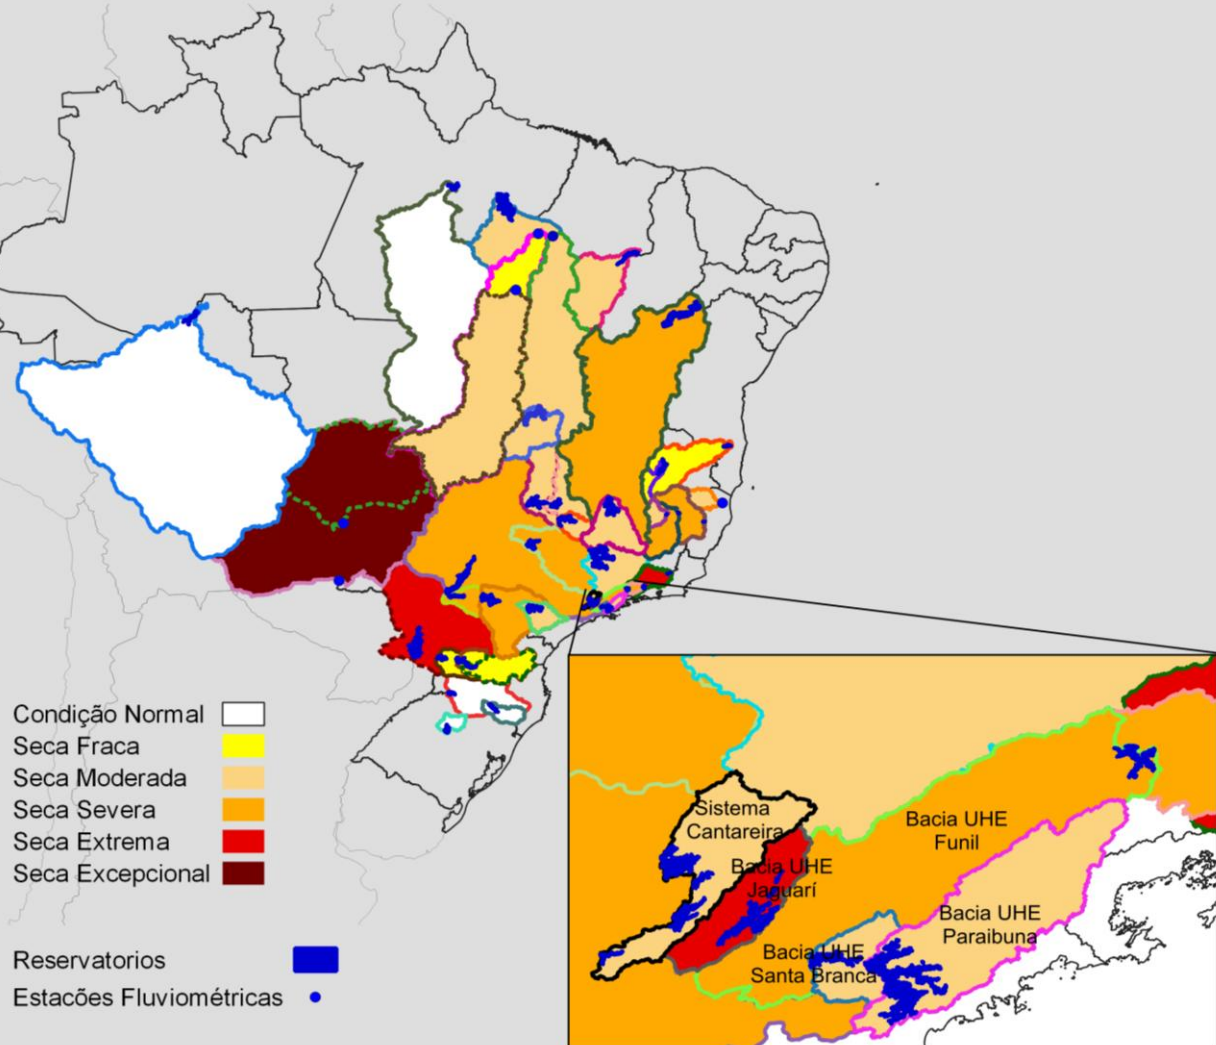 Condição Normal
Seca Fraca
Seca Moderada
Seca Severa
Seca Extrema
Seca Excepcional
Reservatorios
Estacões Fluviométricas
Sistema
Cantareira
Bacia UHE
Jaguarí
Bacia UHE
Funil
Bacia UHE
Paraibuna
Bacia UHE
Santa Branca